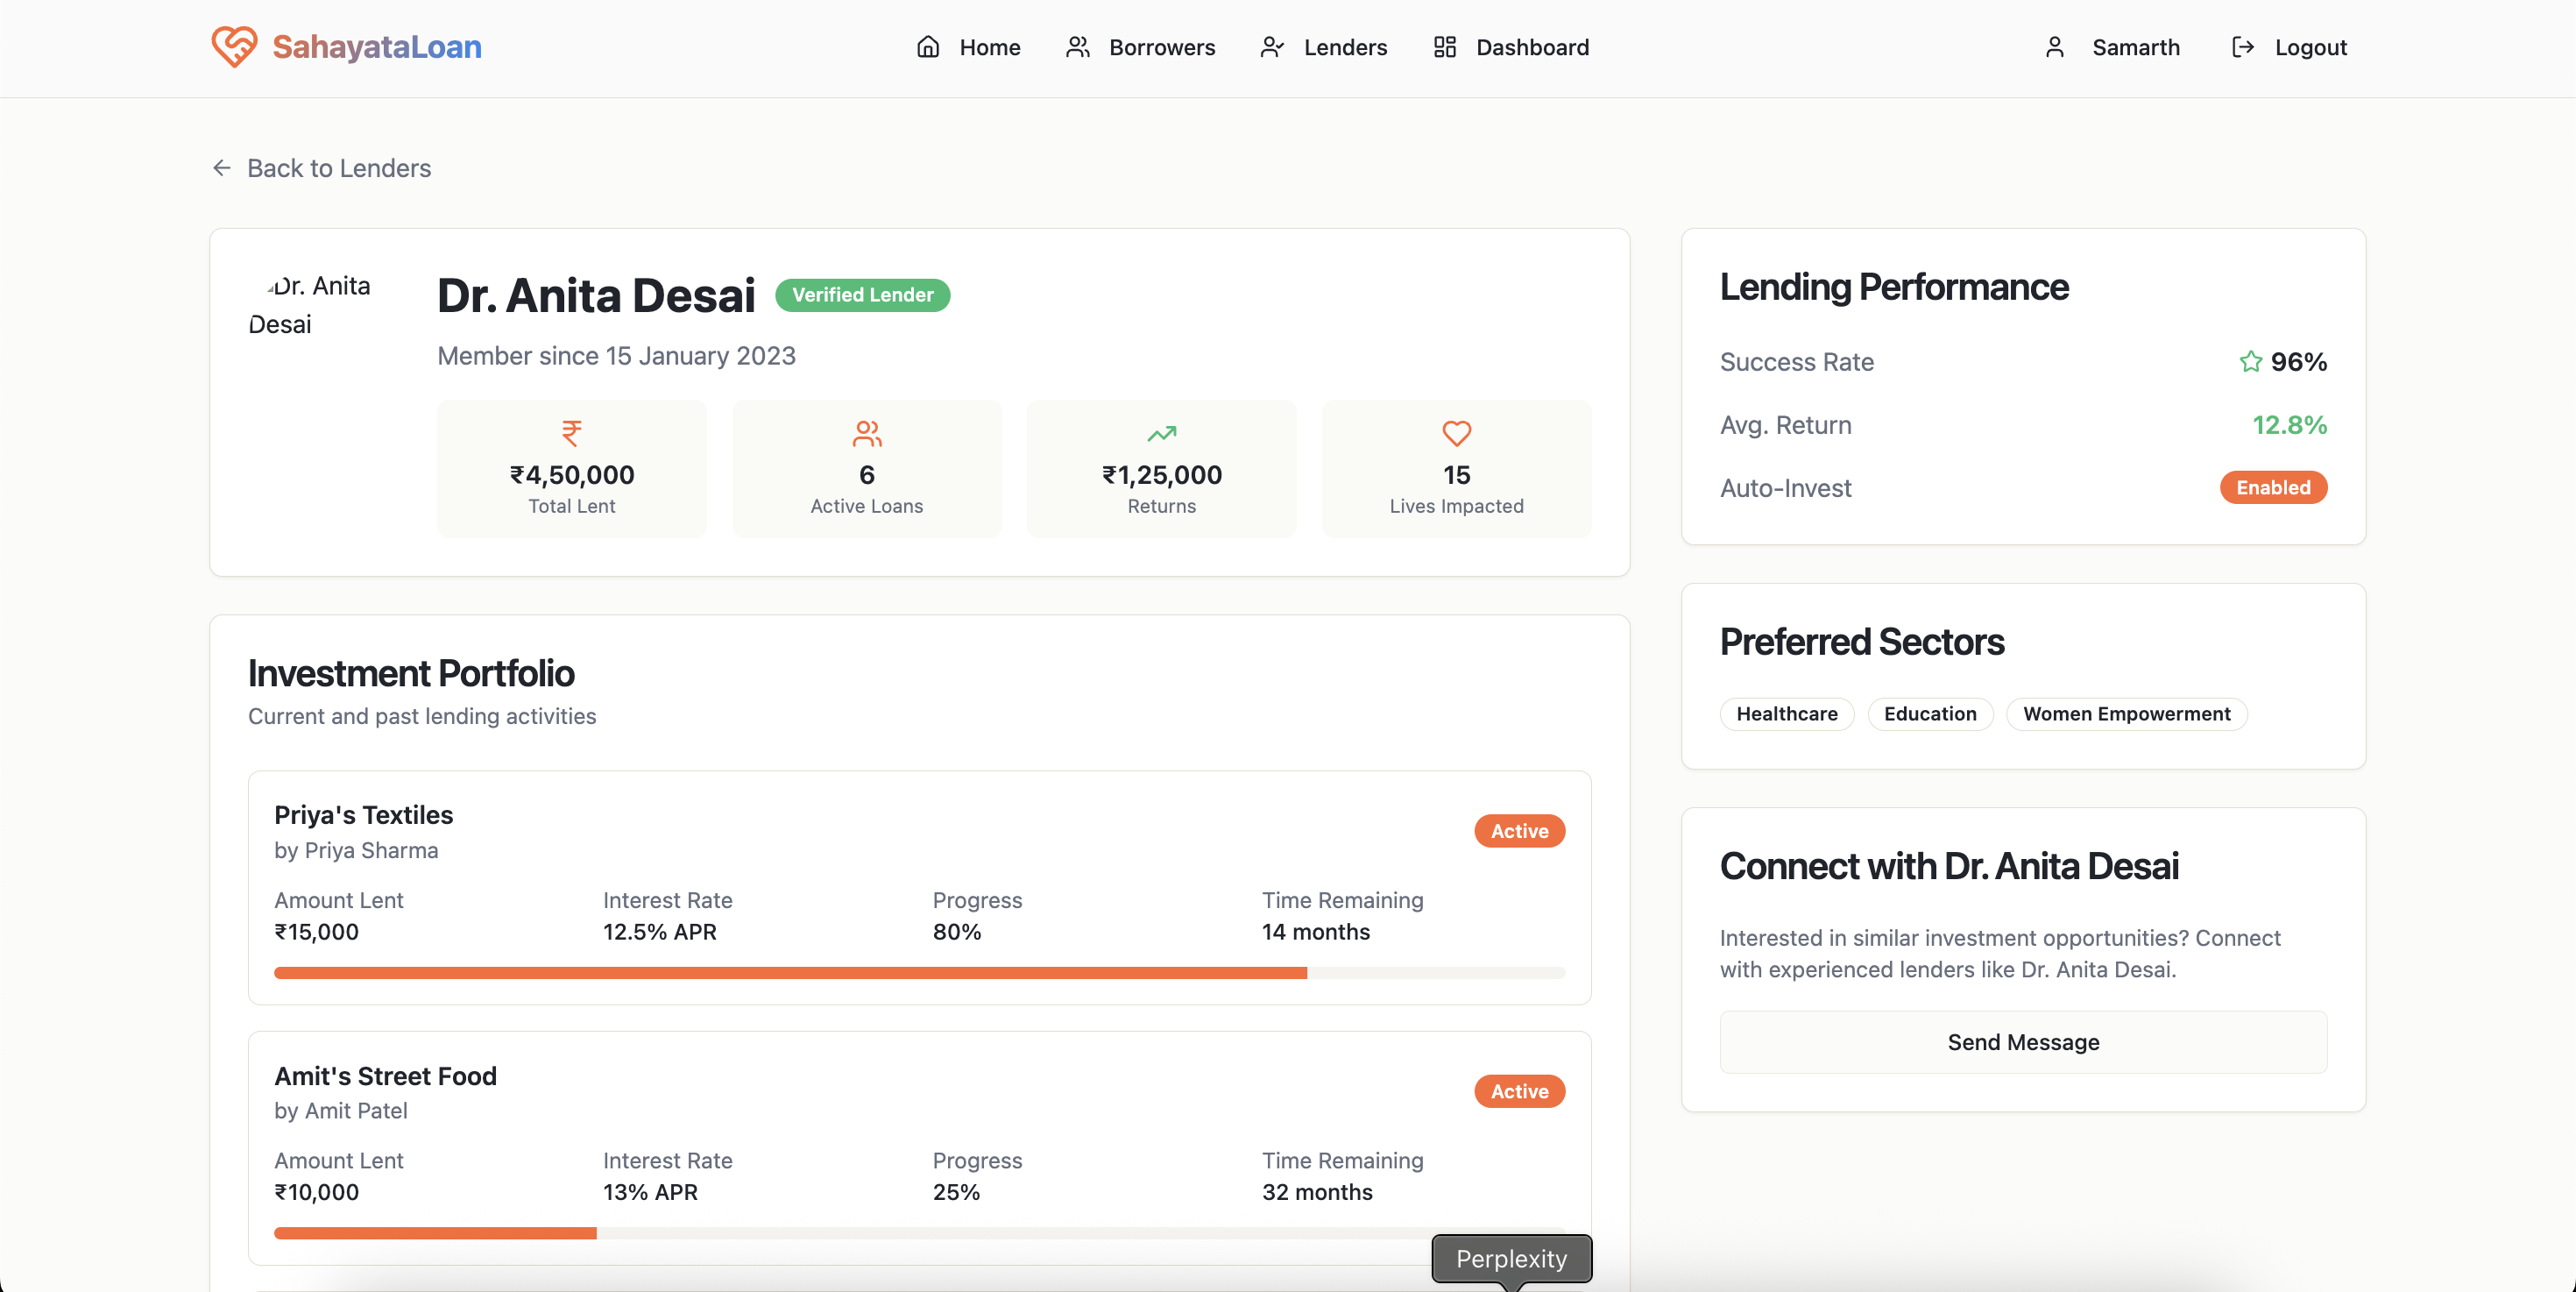 SahayataLoan
Home
Borrowers
Lenders
Dashboard
Samarth
Logout
Back to Lenders
Dr. Anita
Desai
Dr. Anita Desai
Verified Lender
Member since 15 January 2023
₹4,50,000
Total Lent
6
Active Loans
₹1,25,000
Returns
15
Lives Impacted
Investment Portfolio
Current and past lending activities
Priya's Textiles
by Priya Sharma
Active
Amount Lent
₹15,000
Interest Rate
12.5% APR
Progress
80%
Time Remaining
14 months
Amit's Street Food
by Amit Patel
Active
Amount Lent
₹10,000
Interest Rate
13% APR
Progress
25%
Time Remaining
32 months
Lending Performance
Success Rate
96%
Avg. Return
12.8%
Auto-Invest
Enabled
Preferred Sectors
Healthcare
Education
Women Empowerment
Connect with Dr. Anita Desai
Interested in similar investment opportunities? Connect
with experienced lenders like Dr. Anita Desai.
Send Message
Perplexity